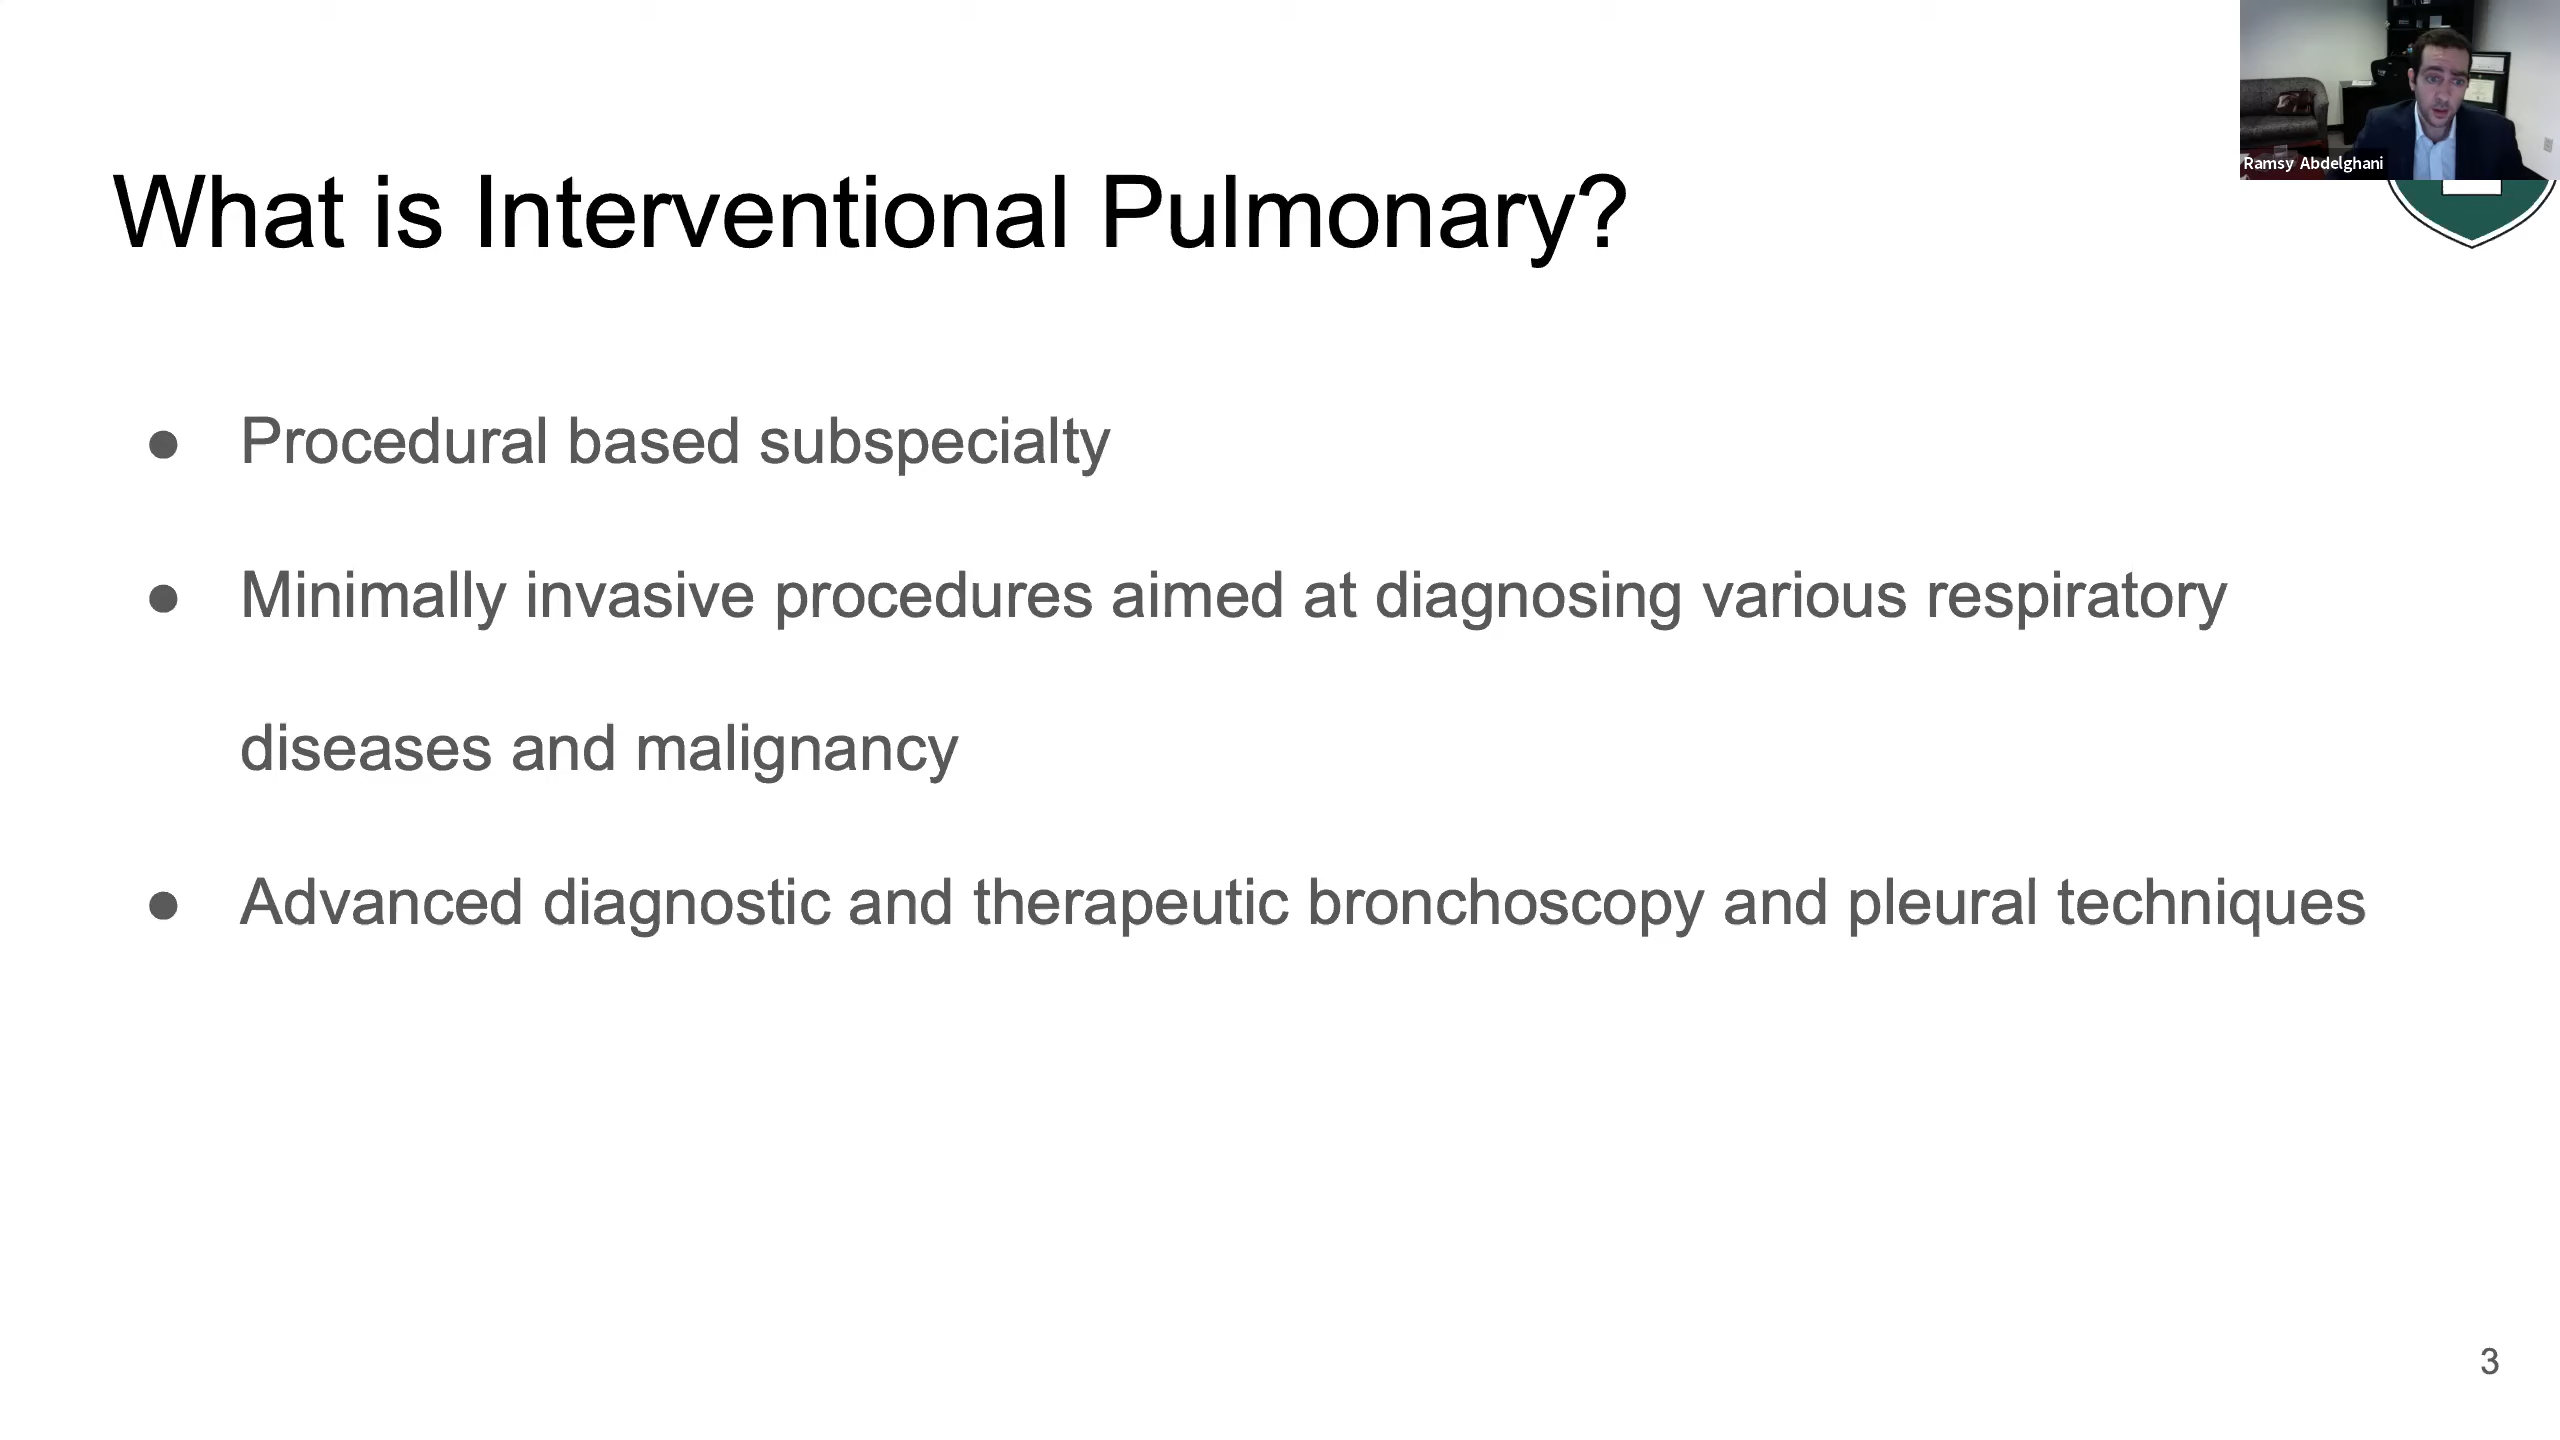 Ramsy Abdelghani
What is Interventional Pulmonary?
● Procedural based subspecialty
● Minimally invasive procedures aimed at diagnosing various respiratory
diseases and malignancy
● Advanced diagnostic and therapeutic bronchoscopy and pleural techniques
3